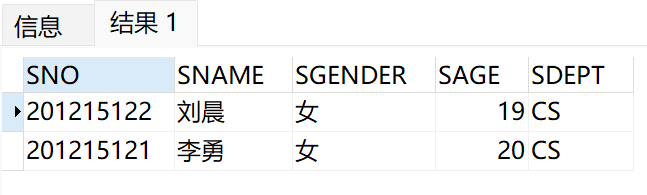 信息 结果 1
SNO SNAME SGENDER SAGE SDEPT
201215122 刘晨 女 19 CS
201215121 李勇 女 20 CS